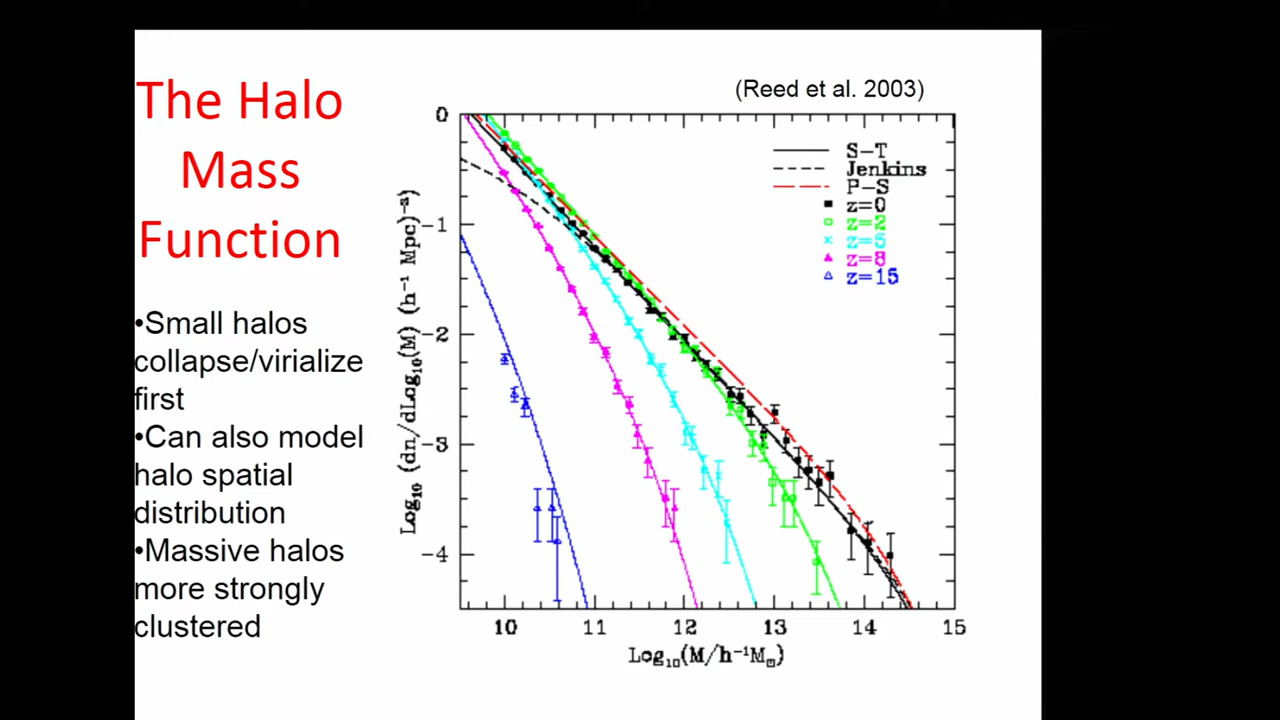 The Halo
Mass
Function
•Small halos
collapse/virialize
first
•Can also model
halo spatial
distribution
•Massive halos
more strongly
clustered
(Reed et al. 2003)
S-T
Jenkins
P-S
z=0
z=2
z=5
z=8
z=15
0
-1
-2
-3
-4
Log₁₀ (dn/dLog₁₀(M) (h⁻¹ Mpc)⁻³)
10 11 12 13 14 15
Log₁₀(M/h⁻¹M⊙)